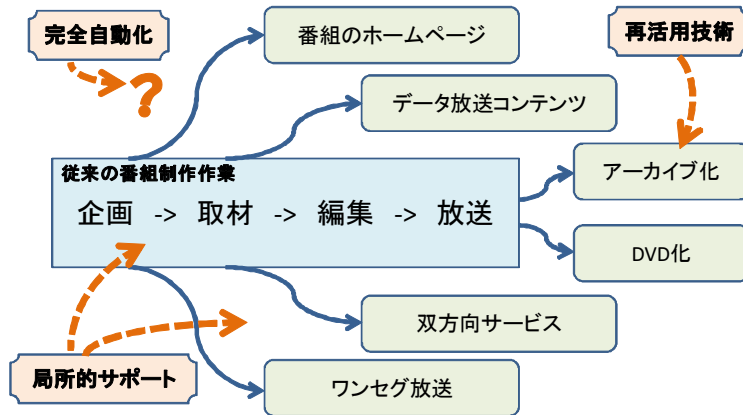 完全自動化
番組のホームページ
再活用技術
?
データ放送コンテンツ
従来の番組制作作業
企画 -> 取材 -> 編集 -> 放送
アーカイブ化
DVD化
双方向サービス
局所的サポート
ワンセグ放送